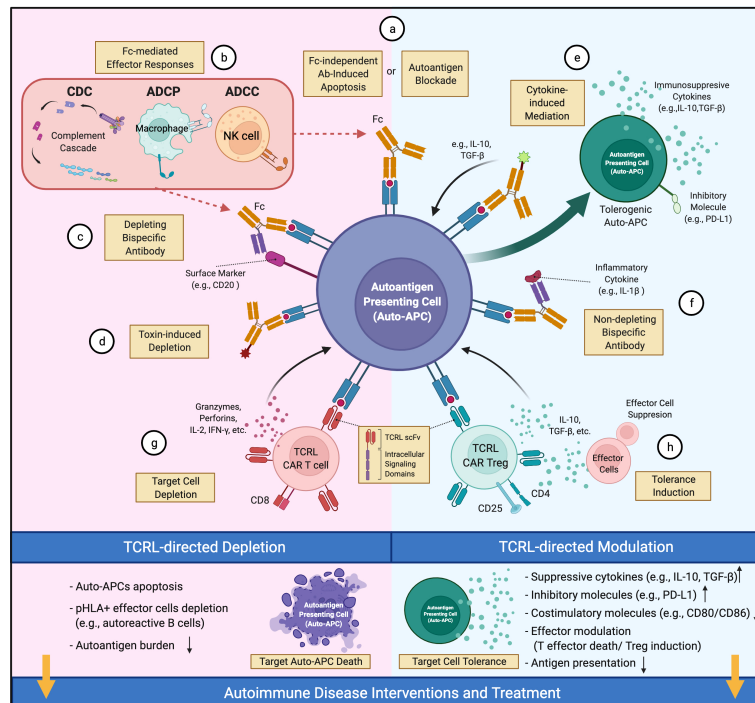 a
Fc-mediated
Effector Responses
b
Fc-independent
Ab-Induced
Apoptosis
or
Autoantigen
Blockade
e
CDC
ADCP
ADCC
Complement
Cascade
Macrophage
NK cell
Fc
Cytokine-
induced
Mediation
Immunosuppresive
Cytokines
(e.g.,IL-10,TGF-β)
Autoantigen
Presenting Cell
(Auto-APC)
e.g., IL-10,
TGF-β
Tolerogenic
Auto-APC
Inhibitory
Molecule
(e.g., PD-L1)
c
Depleting
Bispecific
Antibody
Fc
Surface Marker
(e.g., CD20 )
Autoantigen
Presenting Cell
(Auto-APC)
Inflammatory
Cytokine
(e.g., IL-1β )
f
Non-depleting
Bispecific
Antibody
d
Toxin-induced
Depletion
Granzymes,
Perforins,
IL-2, IFN-γ, etc.
g
Target Cell
Depletion
TCRL
CAR T cell
CD8
TCRL scFv
Intracellular
Signaling
Domains
TCRL
CAR Treg
CD25
CD4
IL-10,
TGF-β, etc.
Effector Cell
Suppresion
Effector
Cells
h
Tolerance
Induction
TCRL-directed Depletion
TCRL-directed Modulation
- Auto-APCs apoptosis
- pHLA+ effector cells depletion
(e.g., autoreactive B cells)
- Autoantigen burden ↓
Autoantigen
Presenting Cell
(Auto-APC)
Target Auto-APC Death
Autoantigen
Presenting Cell
(Auto-APC)
Target Cell Tolerance
- Suppressive cytokines (e.g., IL-10, TGF-β) ↑
- Inhibitory molecules (e.g., PD-L1) ↑
- Costimulatory molecules (e.g., CD80/CD86)
- Effector modulation
(T effector death/ Treg induction)
- Antigen presentation ↓
Autoimmune Disease Interventions and Treatment